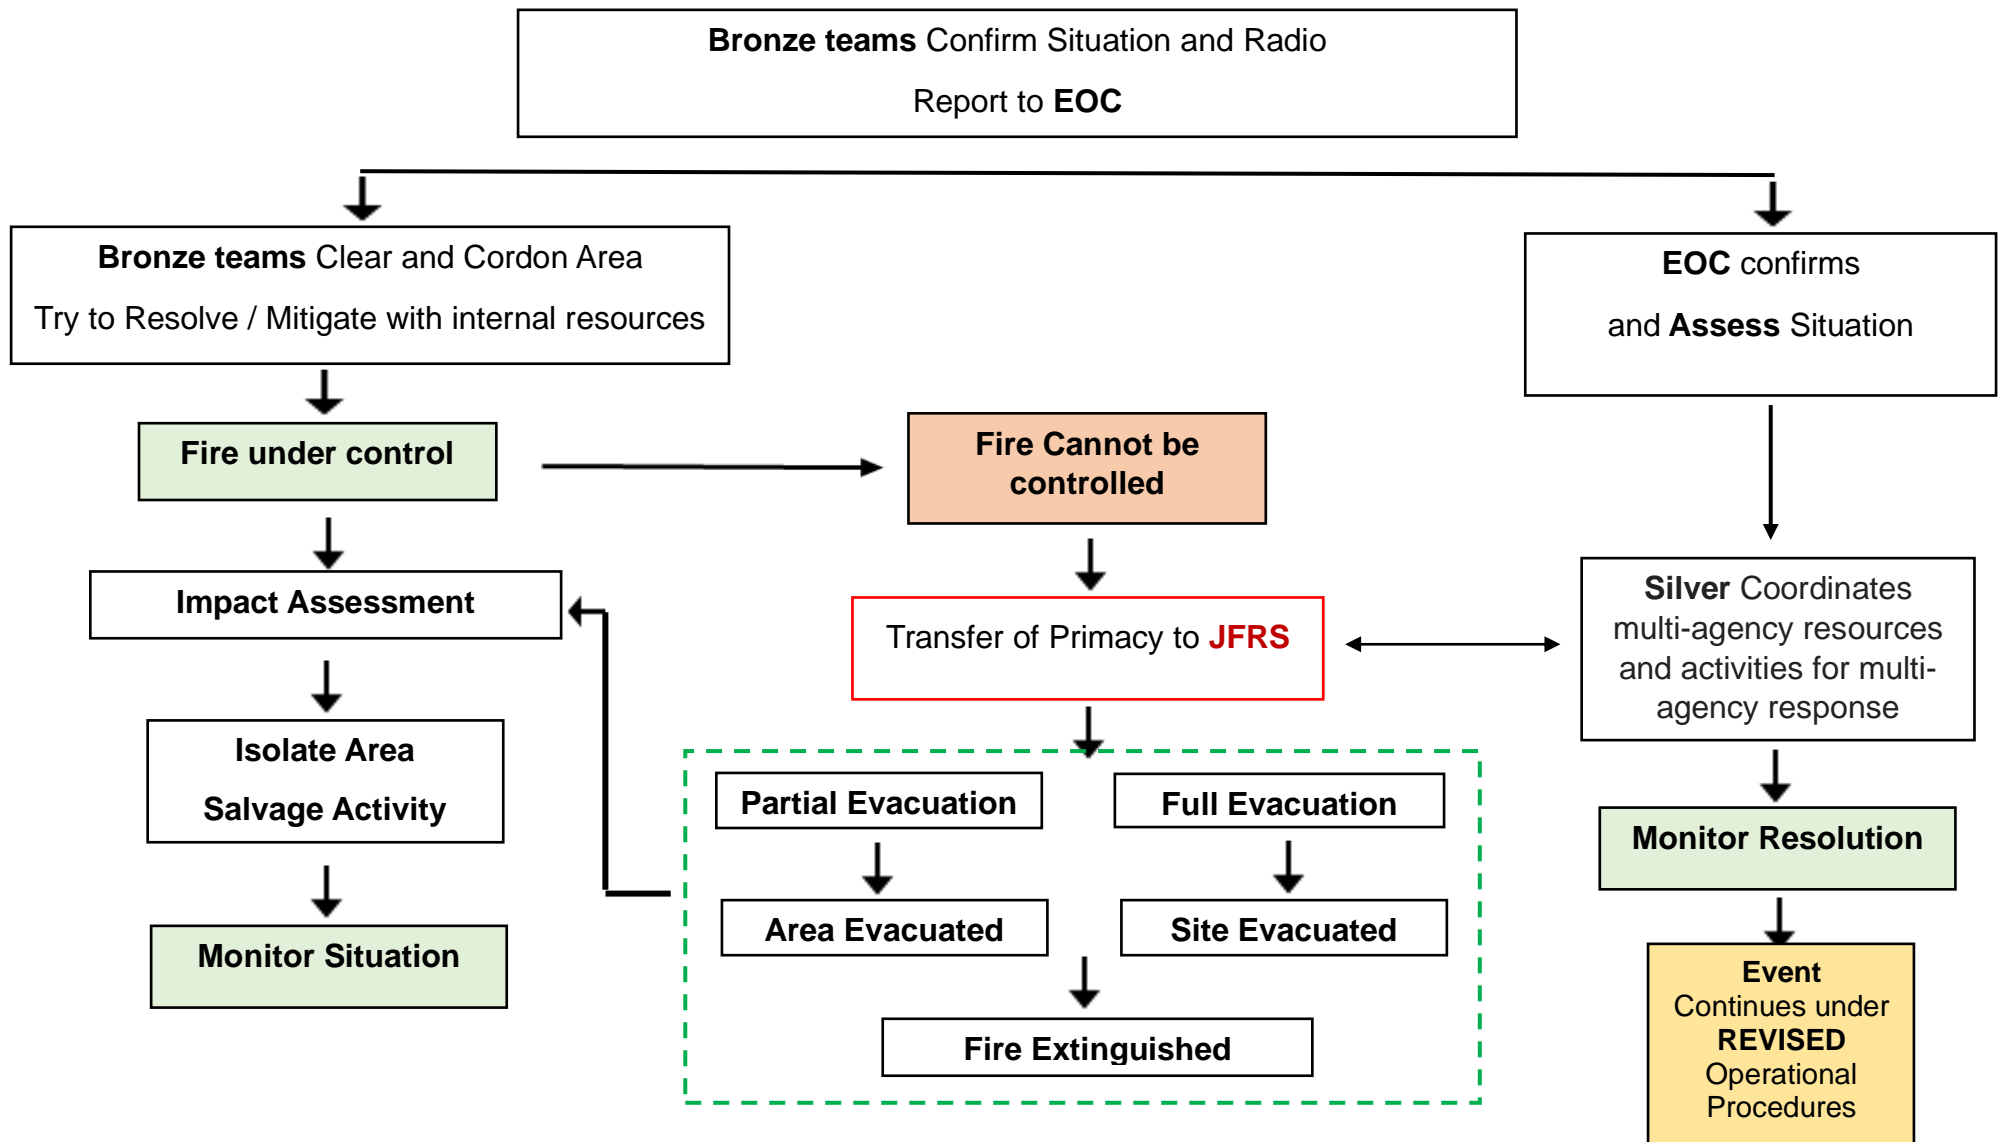 Bronze teams Confirm Situation and Radio
Report to EOC
Bronze teams Clear and Cordon Area
Try to Resolve / Mitigate with internal resources
EOC confirms
and Assess Situation
Fire under control
Fire Cannot be
controlled
Impact Assessment
Transfer of Primacy to JFRS
Silver Coordinates
multi-agency resources
and activities for multi-
agency response
Isolate Area
Salvage Activity
Partial Evacuation
Full Evacuation
Monitor Resolution
Area Evacuated
Site Evacuated
Monitor Situation
Fire Extinguished
Event
Continues under
REVISED
Operational
Procedures